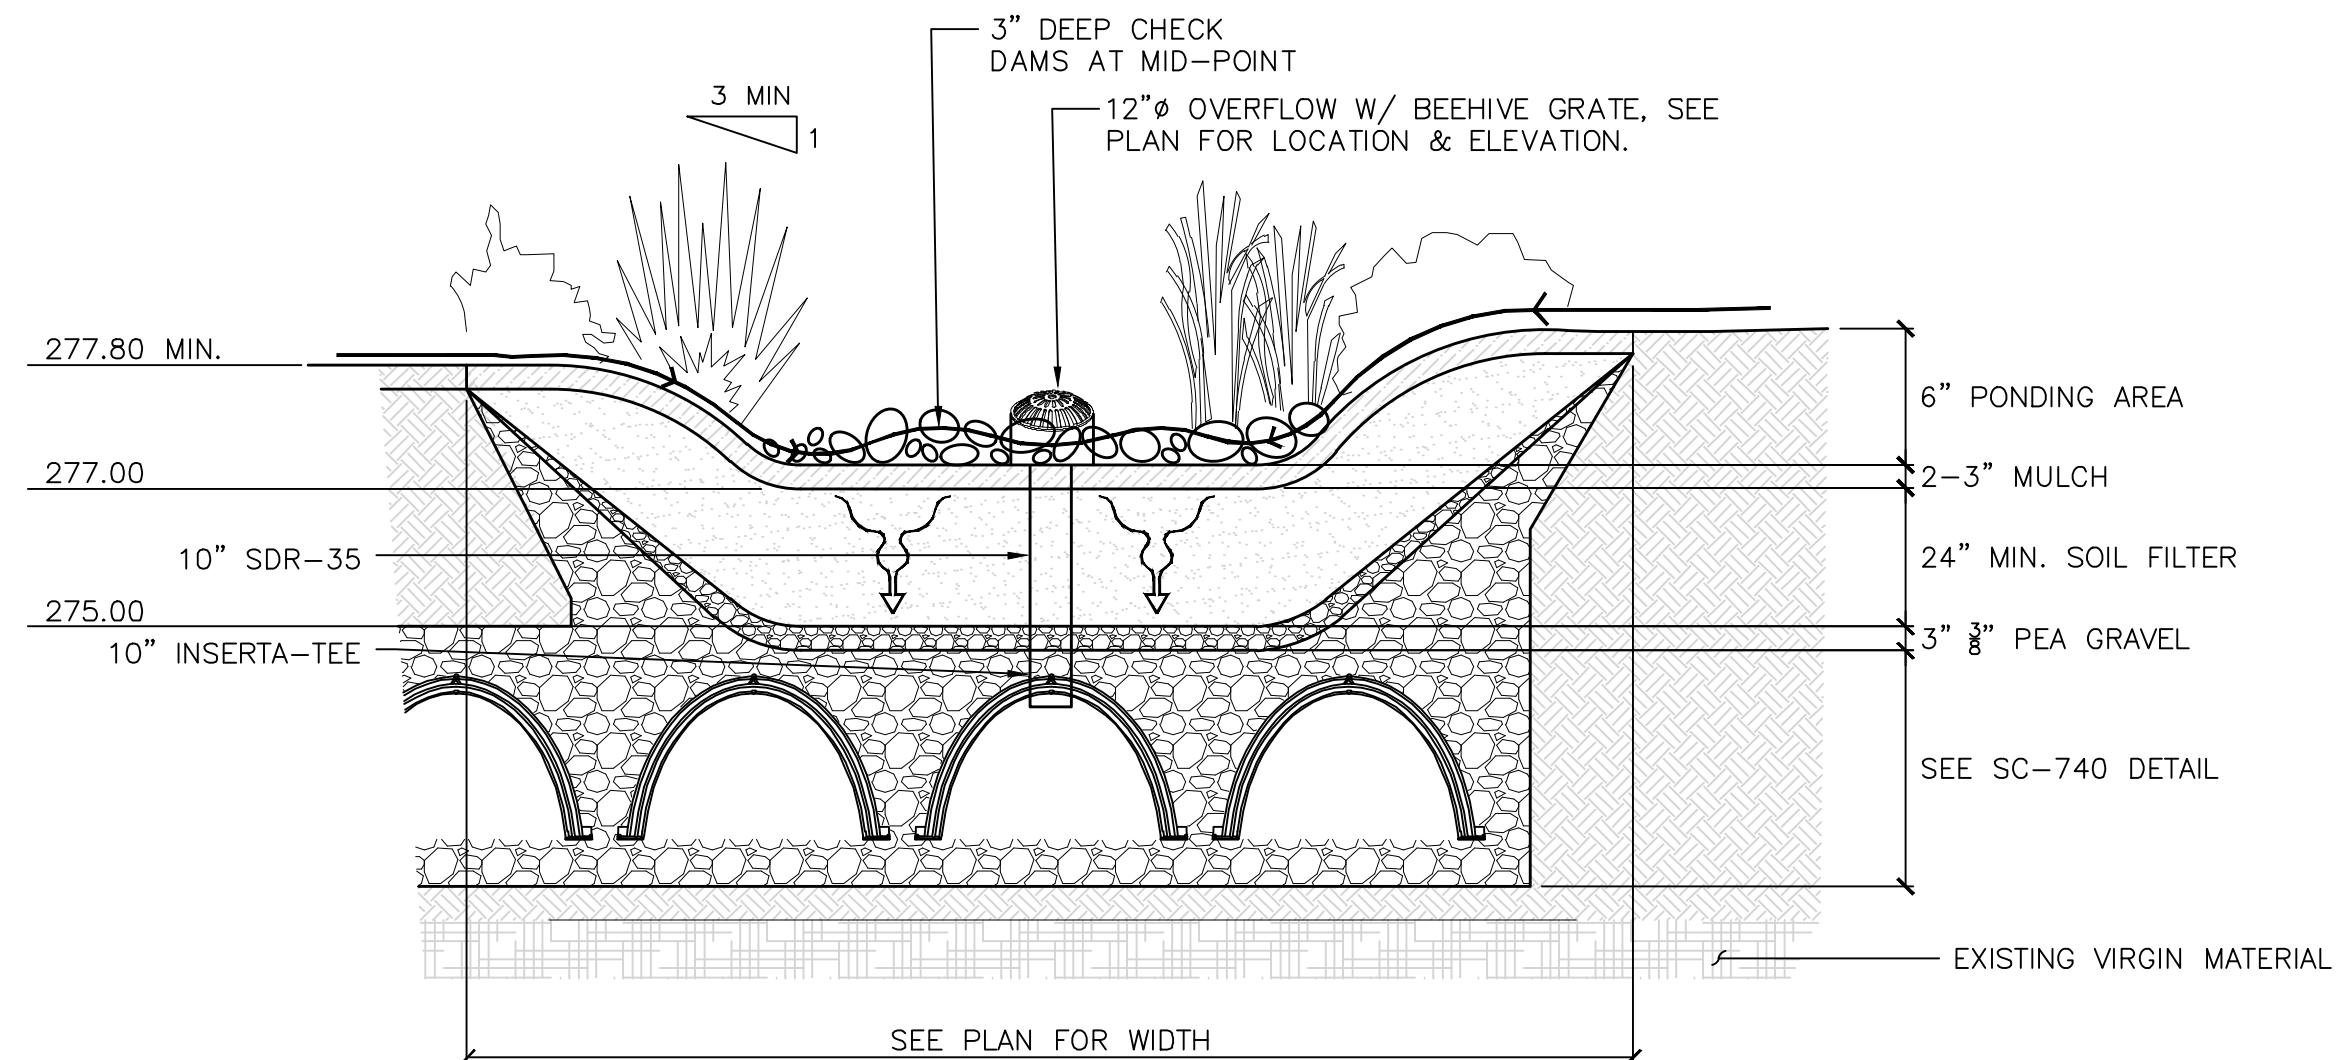 3” DEEP CHECK
DAMS AT MID-POINT
3 MIN
1
12”ø OVERFLOW W/ BEEHIVE GRATE, SEE
PLAN FOR LOCATION & ELEVATION.
277.80 MIN.
277.00
10” SDR-35
275.00
10” INSERTA-TEE
6” PONDING AREA
2-3” MULCH
24” MIN. SOIL FILTER
3” 3/8” PEA GRAVEL
SEE SC-740 DETAIL
EXISTING VIRGIN MATERIAL
SEE PLAN FOR WIDTH